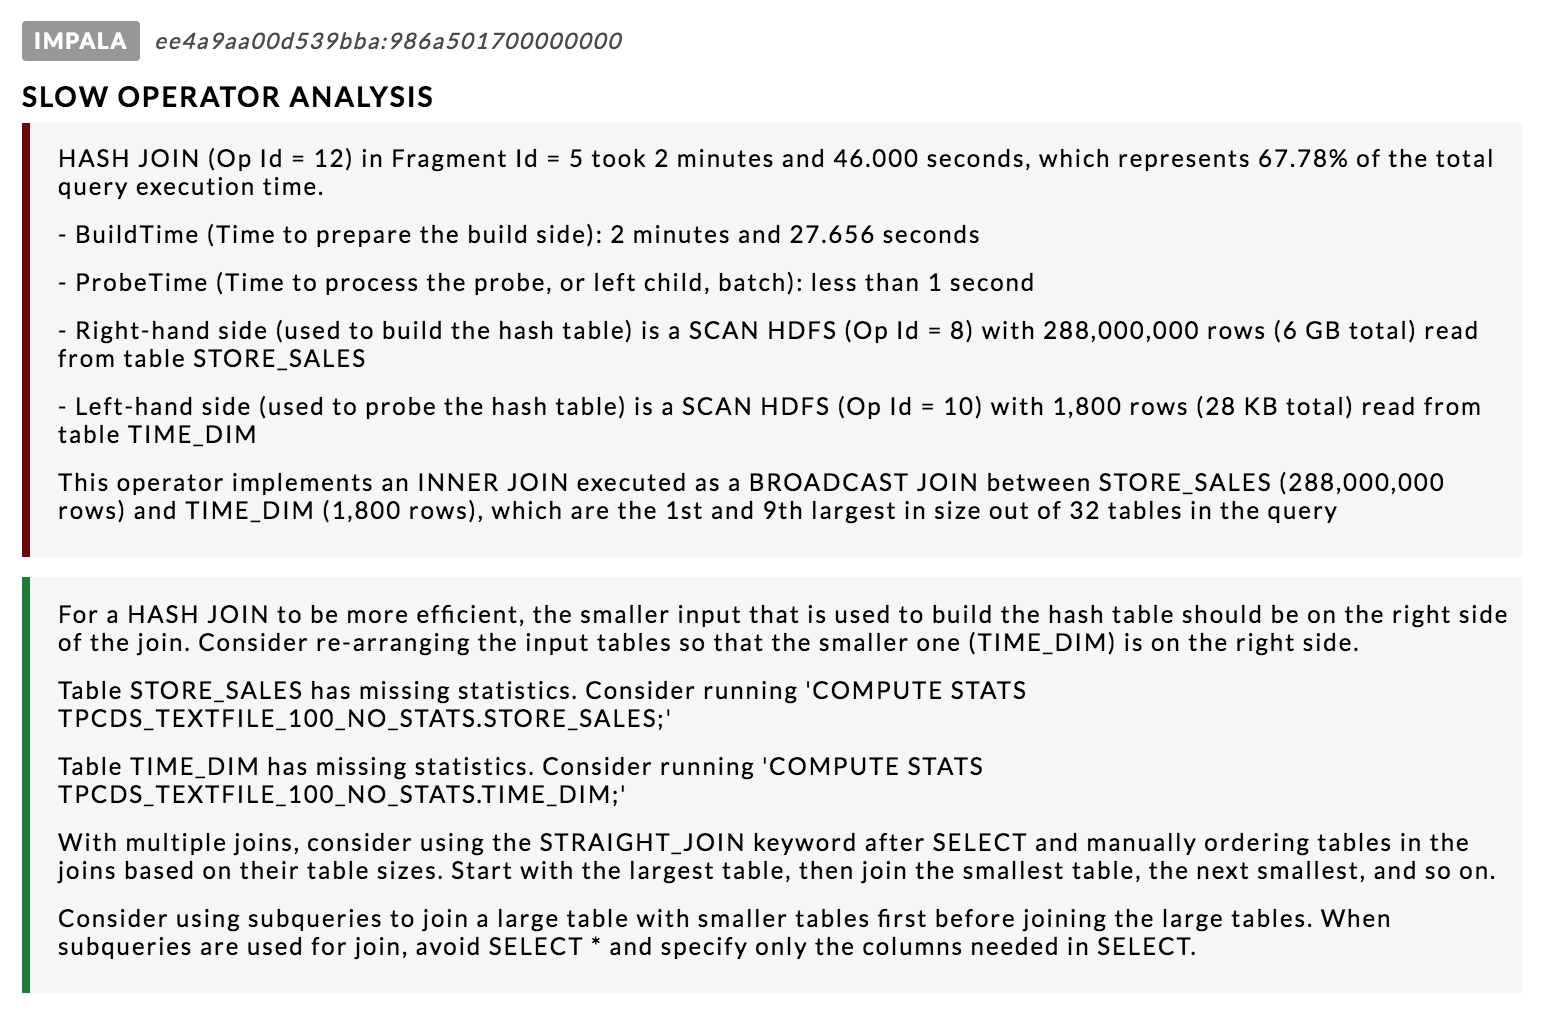 IMPALA ee4a9aa00d539bba:986a501700000000
SLOW OPERATOR ANALYSIS
HASH JOIN (Op Id = 12) in Fragment Id = 5 took 2 minutes and 46.000 seconds, which represents 67.78% of the total
query execution time.
- BuildTime (Time to prepare the build side): 2 minutes and 27.656 seconds
- ProbeTime (Time to process the probe, or left child, batch): less than 1 second
- Right-hand side (used to build the hash table) is a SCAN HDFS (Op Id = 8) with 288,000,000 rows (6 GB total) read
from table STORE_SALES
- Left-hand side (used to probe the hash table) is a SCAN HDFS (Op Id = 10) with 1,800 rows (28 KB total) read from
table TIME_DIM
This operator implements an INNER JOIN executed as a BROADCAST JOIN between STORE_SALES (288,000,000
rows) and TIME_DIM (1,800 rows), which are the 1st and 9th largest in size out of 32 tables in the query
For a HASH JOIN to be more efficient, the smaller input that is used to build the hash table should be on the right side
of the join. Consider re-arranging the input tables so that the smaller one (TIME_DIM) is on the right side.
Table STORE_SALES has missing statistics. Consider running 'COMPUTE STATS
TPCDS_TEXTFILE_100_NO_STATS.STORE_SALES;'
Table TIME_DIM has missing statistics. Consider running 'COMPUTE STATS
TPCDS_TEXTFILE_100_NO_STATS.TIME_DIM;'
With multiple joins, consider using the STRAIGHT_JOIN keyword after SELECT and manually ordering tables in the
joins based on their table sizes. Start with the largest table, then join the smallest table, the next smallest, and so on.
Consider using subqueries to join a large table with smaller tables first before joining the large tables. When
subqueries are used for join, avoid SELECT * and specify only the columns needed in SELECT.